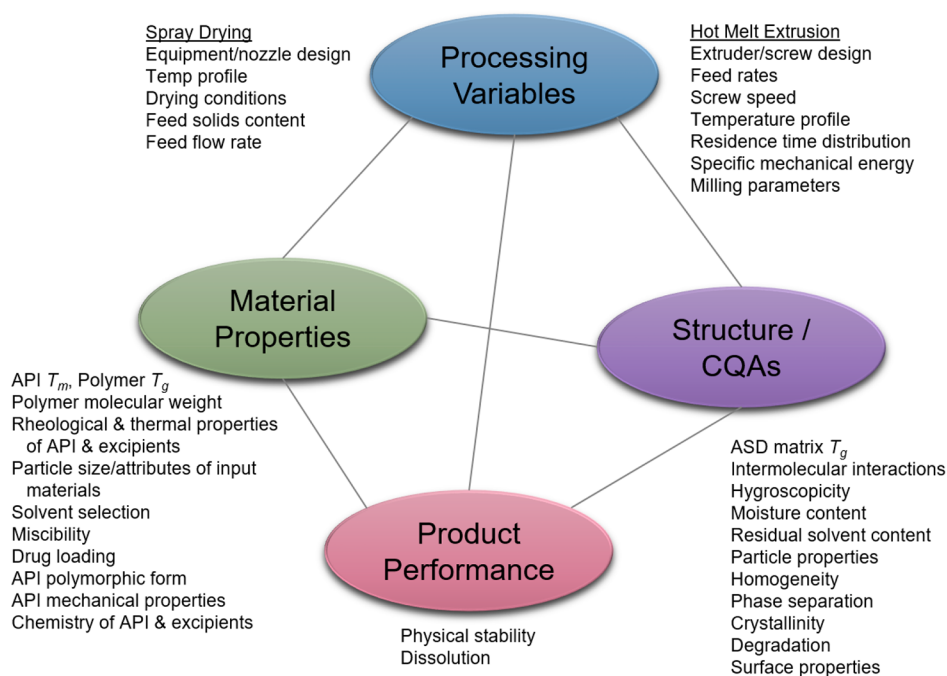 Spray Drying
Equipment/nozzle design
Temp profile
Drying conditions
Feed solids content
Feed flow rate
Processing
Variables
Hot Melt Extrusion
Extruder/screw design
Feed rates
Screw speed
Temperature profile
Residence time distribution
Specific mechanical energy
Milling parameters
Material
Properties
Structure /
CQAs
API Tm, Polymer Tg
Polymer molecular weight
Rheological & thermal properties
of API & excipients
Particle size/attributes of input
materials
Solvent selection
Miscibility
Drug loading
API polymorphic form
API mechanical properties
Chemistry of API & excipients
Product
Performance
Physical stability
Dissolution
ASD matrix Tg
Intermolecular interactions
Hygroscopicity
Moisture content
Residual solvent content
Particle properties
Homogeneity
Phase separation
Crystallinity
Degradation
Surface properties